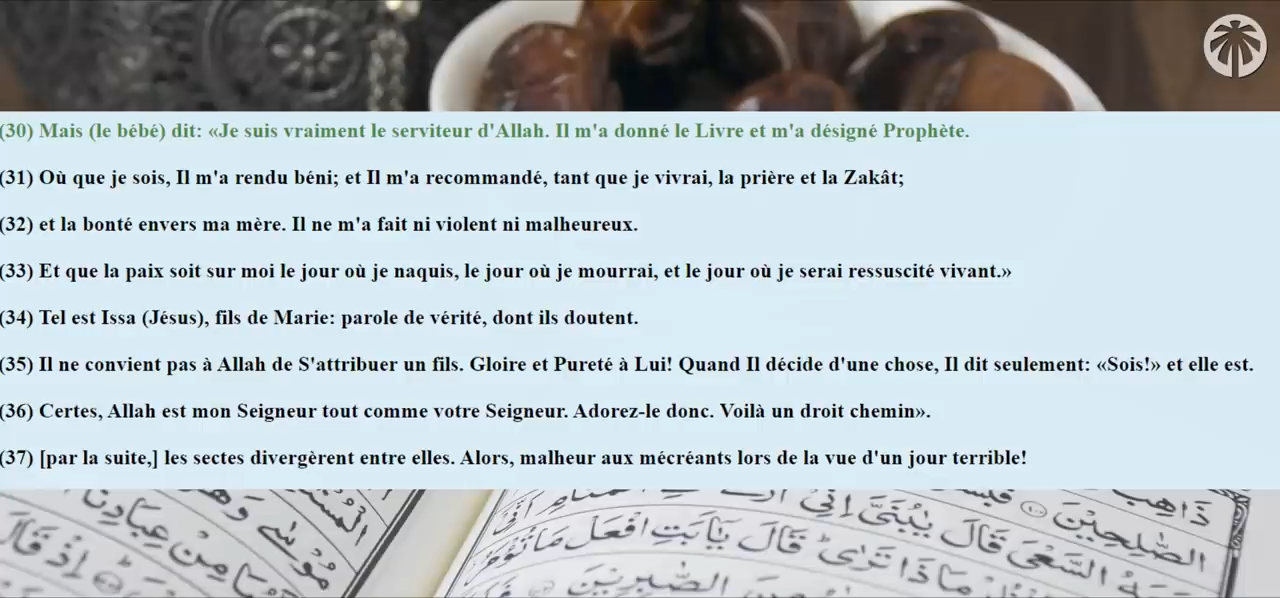 (30) Mais (le bébé) dit: «Je suis vraiment le serviteur d'Allah. Il m'a donné le Livre et m'a désigné Prophète.
(31) Où que je sois, Il m'a rendu béni; et Il m'a recommandé, tant que je vivrai, la prière et la Zakât;
(32) et la bonté envers ma mère. Il ne m'a fait ni violent ni malheureux.
(33) Et que la paix soit sur moi le jour où je naquis, le jour où je mourrai, et le jour où je serai ressuscité vivant.»
(34) Tel est Issa (Jésus), fils de Marie: parole de vérité, dont ils doutent.
(35) Il ne convient pas à Allah de S'attribuer un fils. Gloire et Pureté à Lui! Quand Il décide d'une chose, Il dit seulement: «Sois!» et elle est.
(36) Certes, Allah est mon Seigneur tout comme votre Seigneur. Adorez-le donc. Voilà un droit chemin».
(37) [par la suite,] les sectes divergèrent entre elles. Alors, malheur aux mécréants lors de la vue d'un jour terrible!
ٱلصَّٰلِحِينَ
ٱلسَّعْىَ قَالَ يَٰبُنَىَّ إِنِّىٓ
مَاذَا تَرَىٰ قَالَ يَٰٓأَبَتِ ٱفْعَلْ مَا تُؤْمَرُ
ٱلصَّٰبِرِينَ
مِنْ عِبَادِنَا